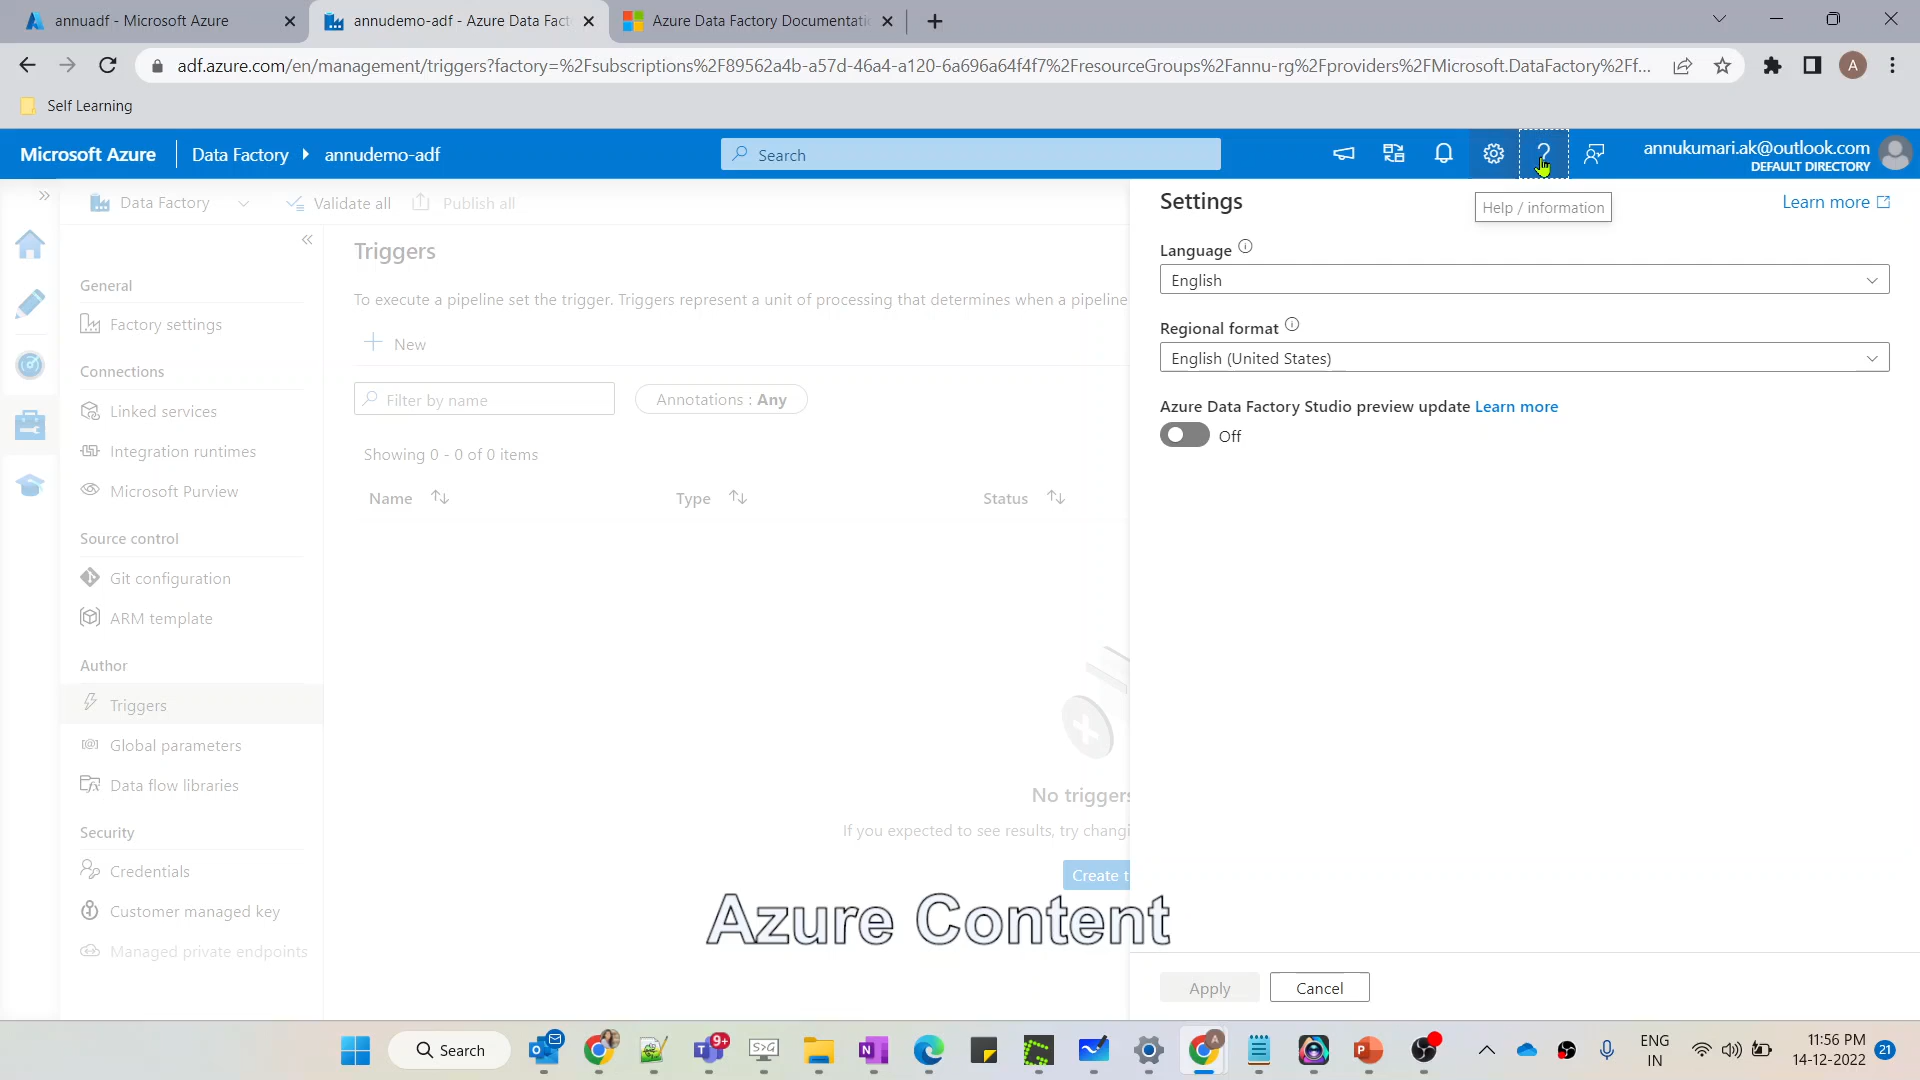 annuadf - Microsoft Azure
annudemo-adf - Azure Data Fact
Azure Data Factory Documentati
adf.azure.com/en/management/triggers?factory=%2Fsubscriptions%2F89562a4b-a57d-46a4-a120-6a696a64f4f7%2FresourceGroups%2Fannu-rg%2Fproviders%2FMicrosoft.DataFactory%2Ff...
A
Self Learning
Microsoft Azure
Data Factory
annudemo-adf
Search
annukumari.ak@outlook.com
DEFAULT DIRECTORY
Data Factory
Validate all
Publish all
General
Factory settings
Connections
Linked services
Integration runtimes
Microsoft Purview
Source control
Git configuration
ARM template
Author
Triggers
Global parameters
Data flow libraries
Security
Credentials
Customer managed key
Managed private endpoints
Triggers
To execute a pipeline set the trigger. Triggers represent a unit of processing that determines when a pipeline
New
Filter by name
Annotations : Any
Showing 0 - 0 of 0 items
Name
Type
Status
No triggers
If you expected to see results, try changi
Create t
Azure Content
Settings
Help / information
Learn more
Language
English
Regional format
English (United States)
Azure Data Factory Studio preview update Learn more
Off
Apply
Cancel
Search
9+
ENG
IN
11:56 PM
14-12-2022
21